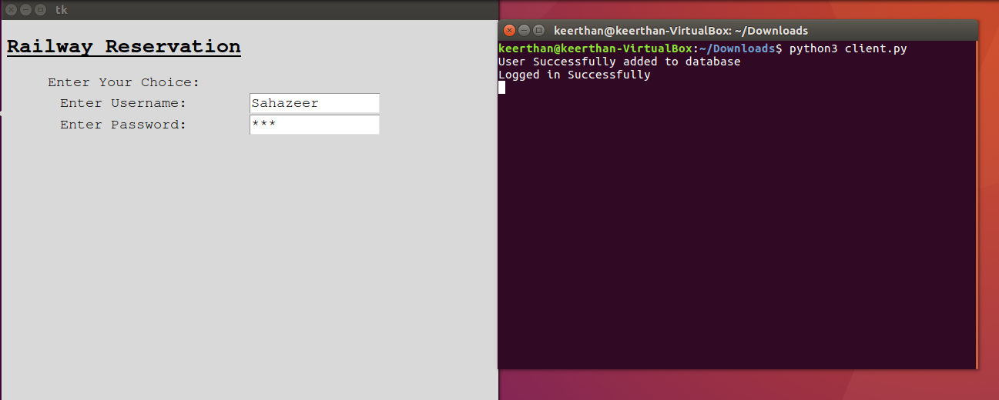 tk
Railway Reservation
Enter Your Choice:
Enter Username: Sahazeer
Enter Password: ***
keerthan@keerthan-VirtualBox: ~/Downloads
keerthan@keerthan-VirtualBox:~/Downloads$ python3 client.py
User Successfully added to database
Logged in Successfully